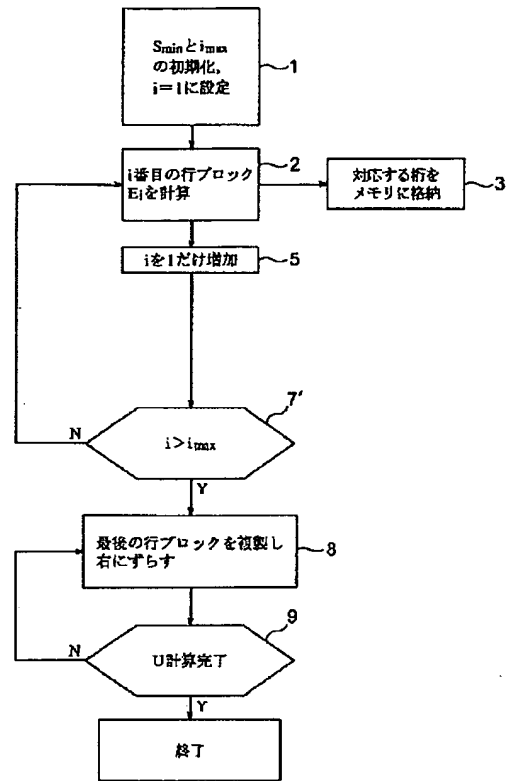 Sminとimax
の初期化,
i=1に設定
1
i番目の行ブロック
Eiを計算
2
対応する桁を
メモリに格納
3
iを1だけ増加
5
7'
i>imax
N
Y
最後の行ブロックを複製し
右にずらす
8
9
U計算完了
N
Y
終了